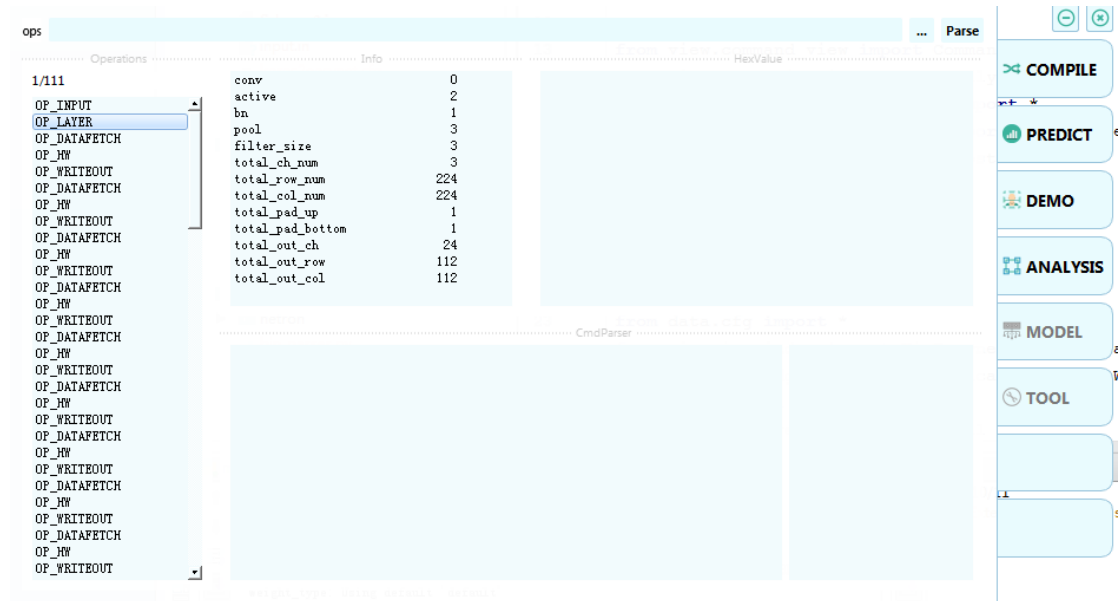 ops ... Parse
Operations
1/111
OP_INPUT
OP_LAYER
OP_DATAFETCH
OP_HW
OP_WRITEOUT
OP_DATAFETCH
OP_HW
OP_WRITEOUT
OP_DATAFETCH
OP_HW
OP_WRITEOUT
OP_DATAFETCH
OP_HW
OP_WRITEOUT
OP_DATAFETCH
OP_HW
OP_WRITEOUT
OP_DATAFETCH
OP_HW
OP_WRITEOUT
OP_DATAFETCH
OP_HW
OP_WRITEOUT
OP_DATAFETCH
OP_HW
OP_WRITEOUT
OP_DATAFETCH
OP_HW
OP_WRITEOUT
Info
conv 0
active 2
bn 1
pool 3
filter_size 3
total_ch_num 3
total_row_num 224
total_col_num 224
total_pad_up 1
total_pad_bottom 1
total_out_ch 24
total_out_row 112
total_out_col 112
HexValue
CmdParser
COMPILE
PREDICT
DEMO
ANALYSIS
MODEL
TOOL